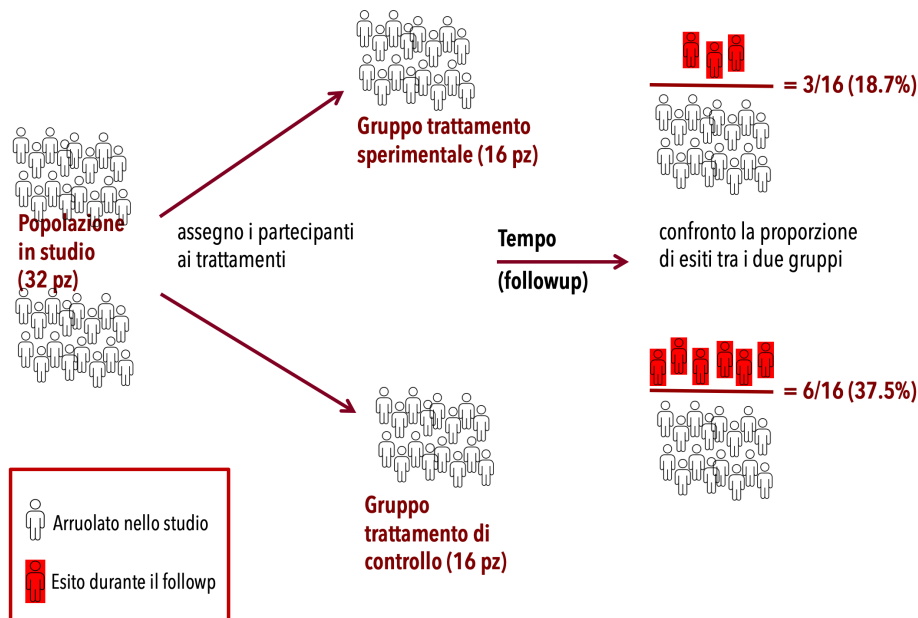 Popolazione
in studio
(32 pz)
assegno i partecipanti
ai trattamenti
Gruppo trattamento
sperimentale (16 pz)
Gruppo
trattamento di
controllo (16 pz)
Tempo
(followup)
= 3/16 (18.7%)
confronto la proporzione
di esiti tra i due gruppi
= 6/16 (37.5%)
Arruolato nello studio
Esito durante il followp